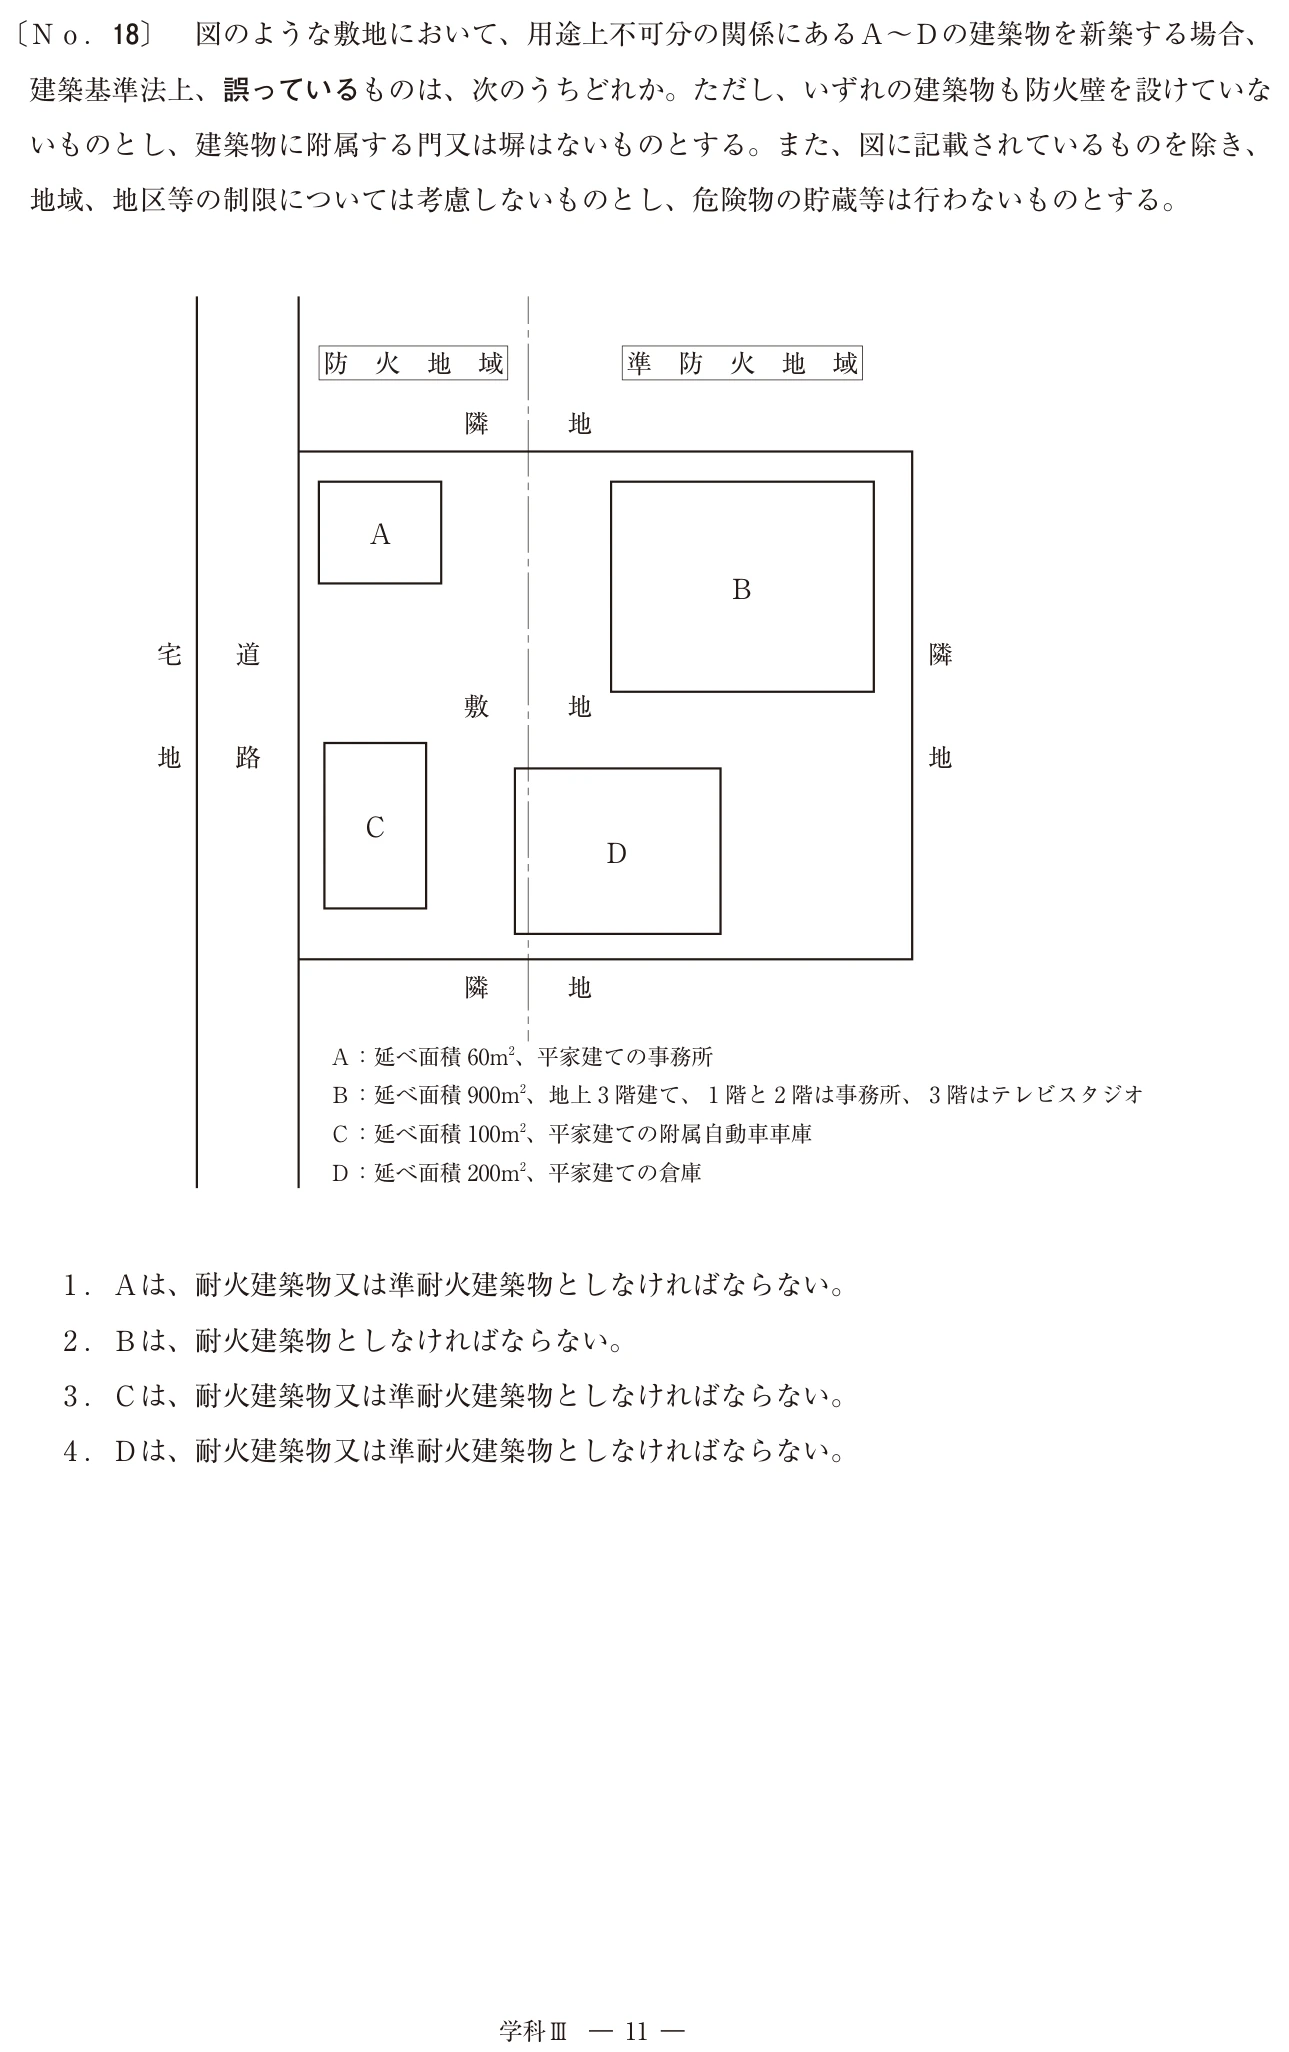 〔Ｎｏ．18〕　図のような敷地において、用途上不可分の関係にあるＡ～Ｄの建築物を新築する場合、
建築基準法上、誤っているものは、次のうちどれか。ただし、いずれの建築物も防火壁を設けていな
いものとし、建築物に附属する門又は塀はないものとする。また、図に記載されているものを除き、
地域、地区等の制限については考慮しないものとし、危険物の貯蔵等は行わないものとする。
防火地域
準防火地域
隣地
A
B
宅地
道路
隣地
敷地
C
D
隣地
Ａ：延べ面積 60m²、平家建ての事務所
Ｂ：延べ面積 900m²、地上３階建て、１階と２階は事務所、３階はテレビスタジオ
Ｃ：延べ面積 100m²、平家建ての附属自動車車庫
Ｄ：延べ面積 200m²、平家建ての倉庫
１．Ａは、耐火建築物又は準耐火建築物としなければならない。
２．Ｂは、耐火建築物としなければならない。
３．Ｃは、耐火建築物又は準耐火建築物としなければならない。
４．Ｄは、耐火建築物又は準耐火建築物としなければならない。
学科Ⅲ　— 11 —